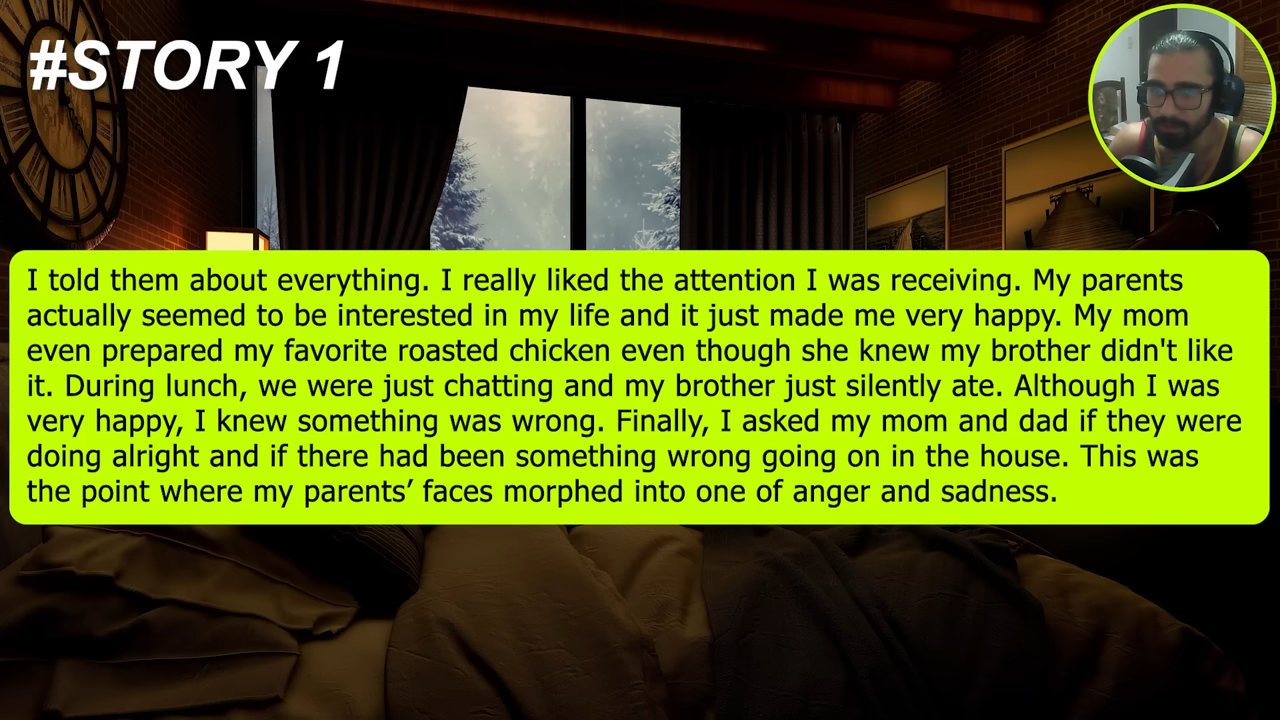 #STORY 1
I told them about everything. I really liked the attention I was receiving. My parents
actually seemed to be interested in my life and it just made me very happy. My mom
even prepared my favorite roasted chicken even though she knew my brother didn't like
it. During lunch, we were just chatting and my brother just silently ate. Although I was
very happy, I knew something was wrong. Finally, I asked my mom and dad if they were
doing alright and if there had been something wrong going on in the house. This was
the point where my parents’ faces morphed into one of anger and sadness.